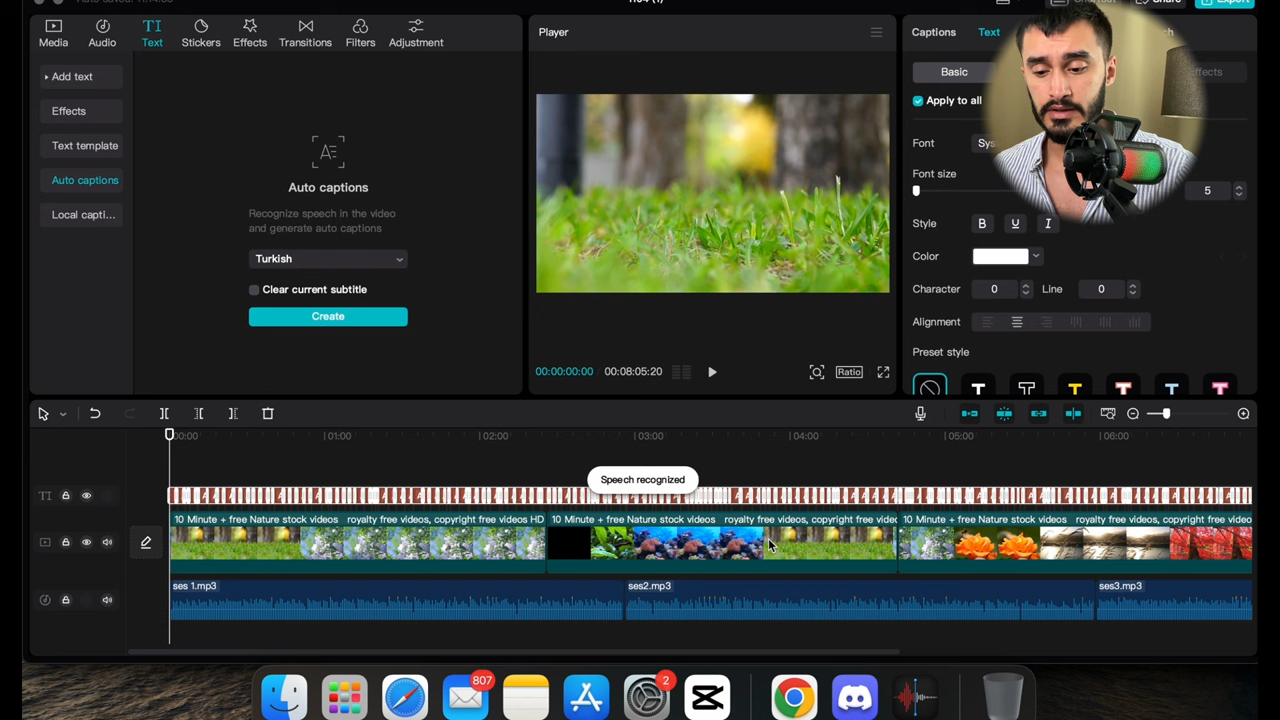 Media
Audio
TI
Text
Stickers
Effects
Transitions
Filters
Adjustment
Add text
Effects
Text template
Auto captions
Local capti...
AE
Auto captions
Recognize speech in the video
and generate auto captions
Turkish
Clear current subtitle
Create
Player
00:00:00:00
00:08:05:20
Ratio
Captions
Text
Basic
Apply to all
Font
Font size
5
Style
B
U
I
Color
Character
0
Line
0
Alignment
Preset style
T
T
T
T
T
T
00:00
01:00
02:00
03:00
04:00
05:00
06:00
Speech recognized
TI
10 Minute + free Nature stock videos royalty free videos, copyright free videos HD
10 Minute + free Nature stock videos royalty free videos, copyright free videc
10 Minute + free Nature stock videos royalty free video
ses 1.mp3
ses2.mp3
ses3.mp3
807
2